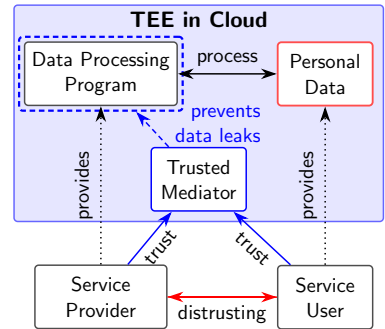 TEE in Cloud
Data Processing
Program
process
Personal
Data
prevents
data leaks
Trusted
Mediator
provides
provides
trust
trust
Service
Provider
distrusting
Service
User